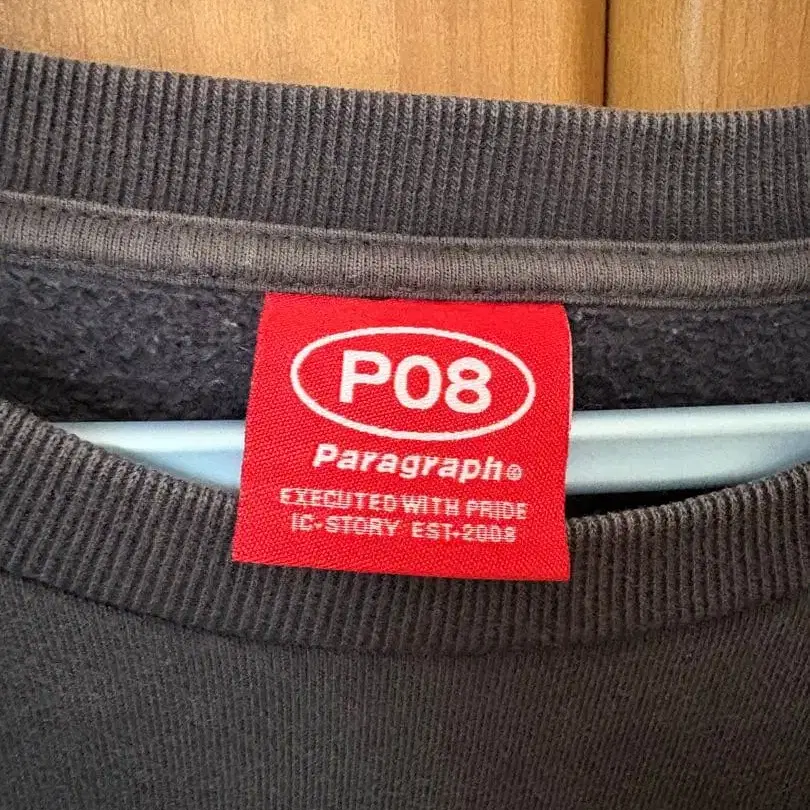 P08
Paragraph®
EXECUTED WITH PRIDE
IC-STORY EST•2008